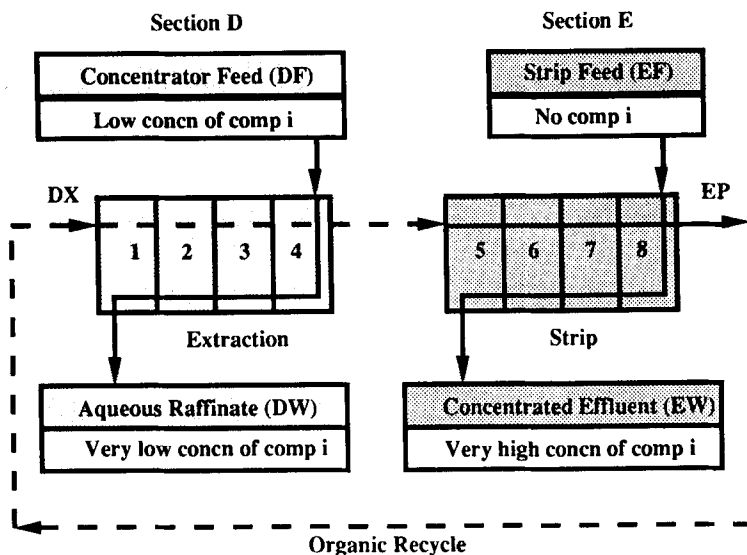 Section D
Section E
Concentrator Feed (DF)
Strip Feed (EF)
Low concn of comp i
No comp i
DX
EP
1 2 3 4
5 6 7 8
Extraction
Strip
Aqueous Raffinate (DW)
Concentrated Effluent (EW)
Very low concn of comp i
Very high concn of comp i
Organic Recycle